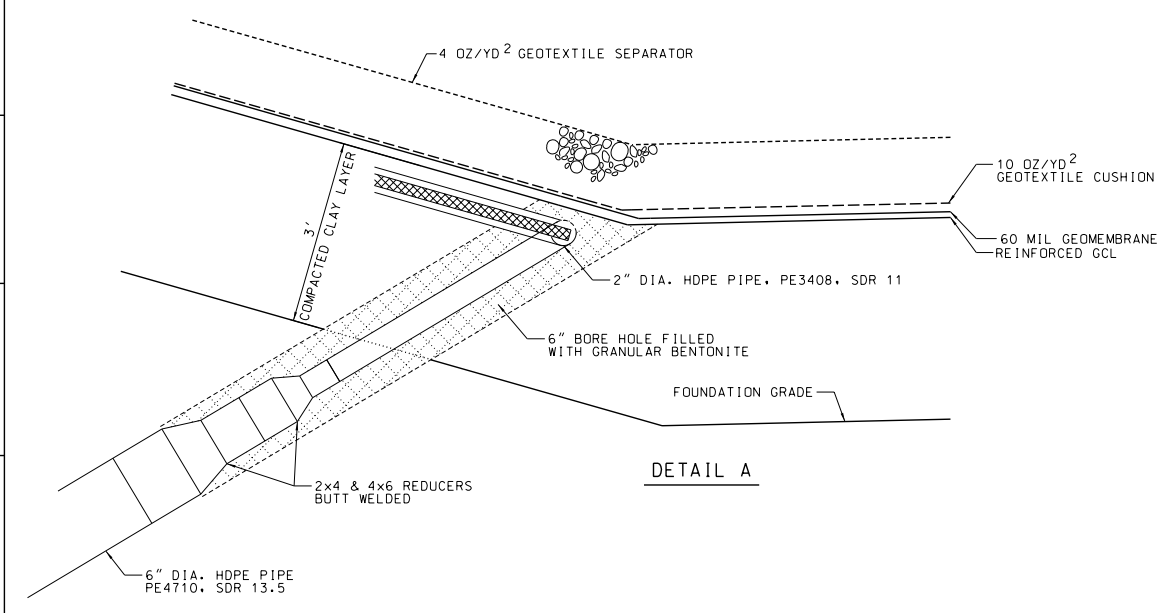 4 OZ/YD² GEOTEXTILE SEPARATOR
10 OZ/YD²
GEOTEXTILE CUSHION
3'
COMPACTED CLAY LAYER
60 MIL GEOMEMBRANE
REINFORCED GCL
2" DIA. HDPE PIPE, PE3408, SDR 11
6" BORE HOLE FILLED
WITH GRANULAR BENTONITE
FOUNDATION GRADE
DETAIL A
2x4 & 4x6 REDUCERS
BUTT WELDED
6" DIA. HDPE PIPE
PE4710, SDR 13.5